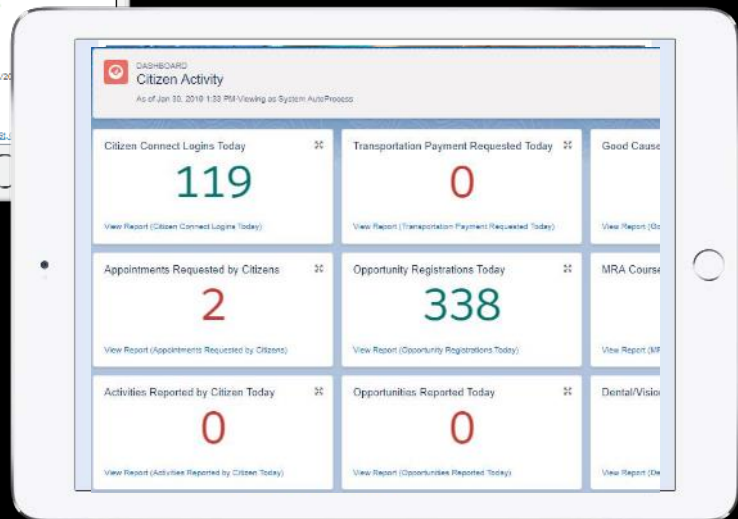 DASHBOARD
Citizen Activity
As of Jan 30, 2019 1:33 PM·Viewing as System AutoProcess
Citizen Connect Logins Today
119
View Report (Citizen Connect Logins Today)
Transportation Payment Requested Today
0
View Report (Transportation Payment Requested Today)
Good Cause
View Report (Go
Appointments Requested by Citizens
2
View Report (Appointments Requested by Citizens)
Opportunity Registrations Today
338
View Report (Opportunity Registrations Today)
MRA Course
View Report (MR
Activities Reported by Citizen Today
0
View Report (Activities Reported by Citizen Today)
Opportunities Reported Today
0
View Report (Opportunities Reported Today)
Dental/Vision
View Report (De